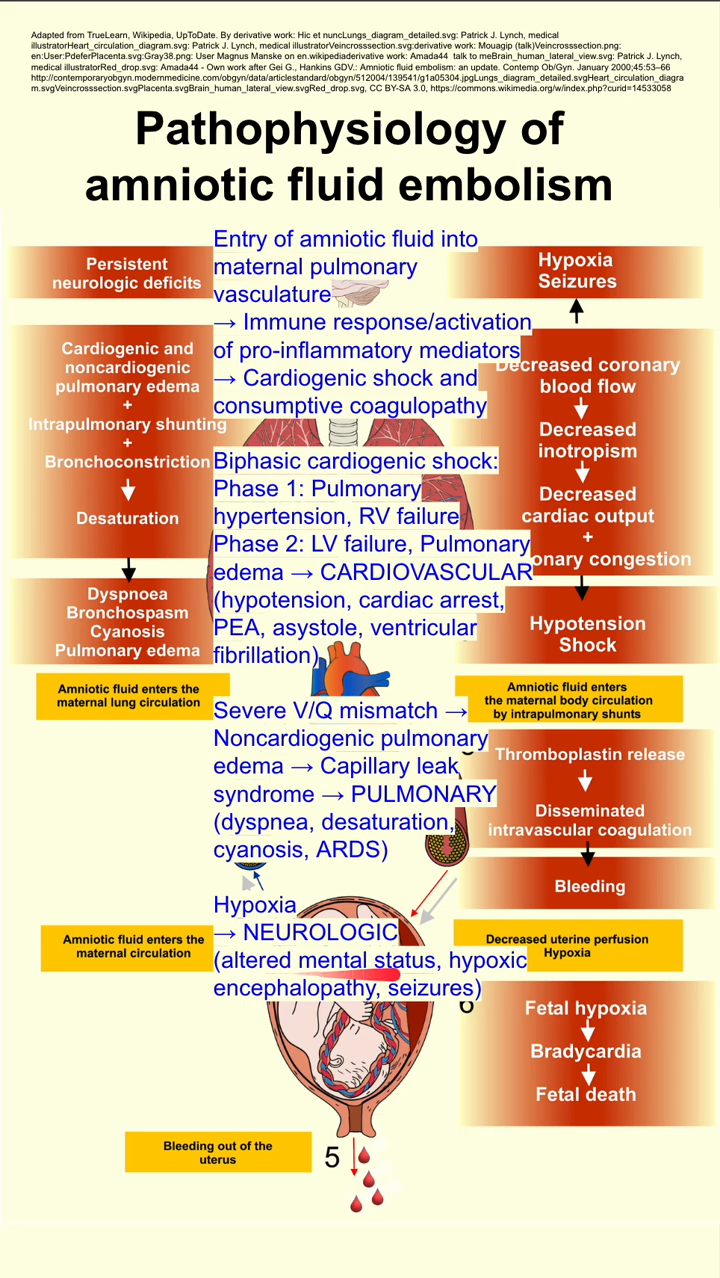 Adapted from TrueLearn, Wikipedia, UpToDate. By derivative work: Hic et nuncLungs_diagram_detailed.svg: Patrick J. Lynch, medical
illustratorHeart_circulation_diagram.svg: Patrick J. Lynch, medical illustratorVeincrosssection.svg:derivative work: Mouagip (talk)Veincrosssection.png:
en:User:PdeferPlacenta.svg:Gray38.png: User Magnus Manske on en.wikipediaderivative work: Amada44 talk to meBrain_human_lateral_view.svg: Patrick J. Lynch,
medical illustratorRed_drop.svg: Amada44 - Own work after Gei G., Hankins GDV.: Amniotic fluid embolism: an update. Contemp Ob/Gyn. January 2000;45:53–66
http://contemporaryobgyn.modernmedicine.com/obgyn/data/articlestandard/obgyn/512004/139541/g1a05304.jpgLungs_diagram_detailed.svgHeart_circulation_diagra
m.svgVeincrosssection.svgPlacenta.svgBrain_human_lateral_view.svgRed_drop.svg, CC BY-SA 3.0, https://commons.wikimedia.org/w/index.php?curid=14533058
Pathophysiology of
amniotic fluid embolism
Persistent
neurologic deficits
Cardiogenic and
noncardiogenic
pulmonary edema
+
Intrapulmonary shunting
+
Bronchoconstriction
Desaturation
Dyspnoea
Bronchospasm
Cyanosis
Pulmonary edema
Amniotic fluid enters the
maternal lung circulation
Amniotic fluid enters the
maternal circulation
Bleeding out of the
uterus
Entry of amniotic fluid into
maternal pulmonary
vasculature
→ Immune response/activation
of pro-inflammatory mediators
→ Cardiogenic shock and
consumptive coagulopathy
Biphasic cardiogenic shock:
Phase 1: Pulmonary
hypertension, RV failure
Phase 2: LV failure, Pulmonary
edema → CARDIOVASCULAR
(hypotension, cardiac arrest,
PEA, asystole, ventricular
fibrillation)
Severe V/Q mismatch →
Noncardiogenic pulmonary
edema → Capillary leak
syndrome → PULMONARY
(dyspnea, desaturation,
cyanosis, ARDS)
Hypoxia
→ NEUROLOGIC
(altered mental status, hypoxic
encephalopathy, seizures)
5
Hypoxia
Seizures
Decreased coronary
blood flow
Decreased
inotropism
Decreased
cardiac output
+
onary congestion
Hypotension
Shock
Amniotic fluid enters
the maternal body circulation
by intrapulmonary shunts
Thromboplastin release
Disseminated
intravascular coagulation
Bleeding
Decreased uterine perfusion
Hypoxia
6
Fetal hypoxia
Bradycardia
Fetal death